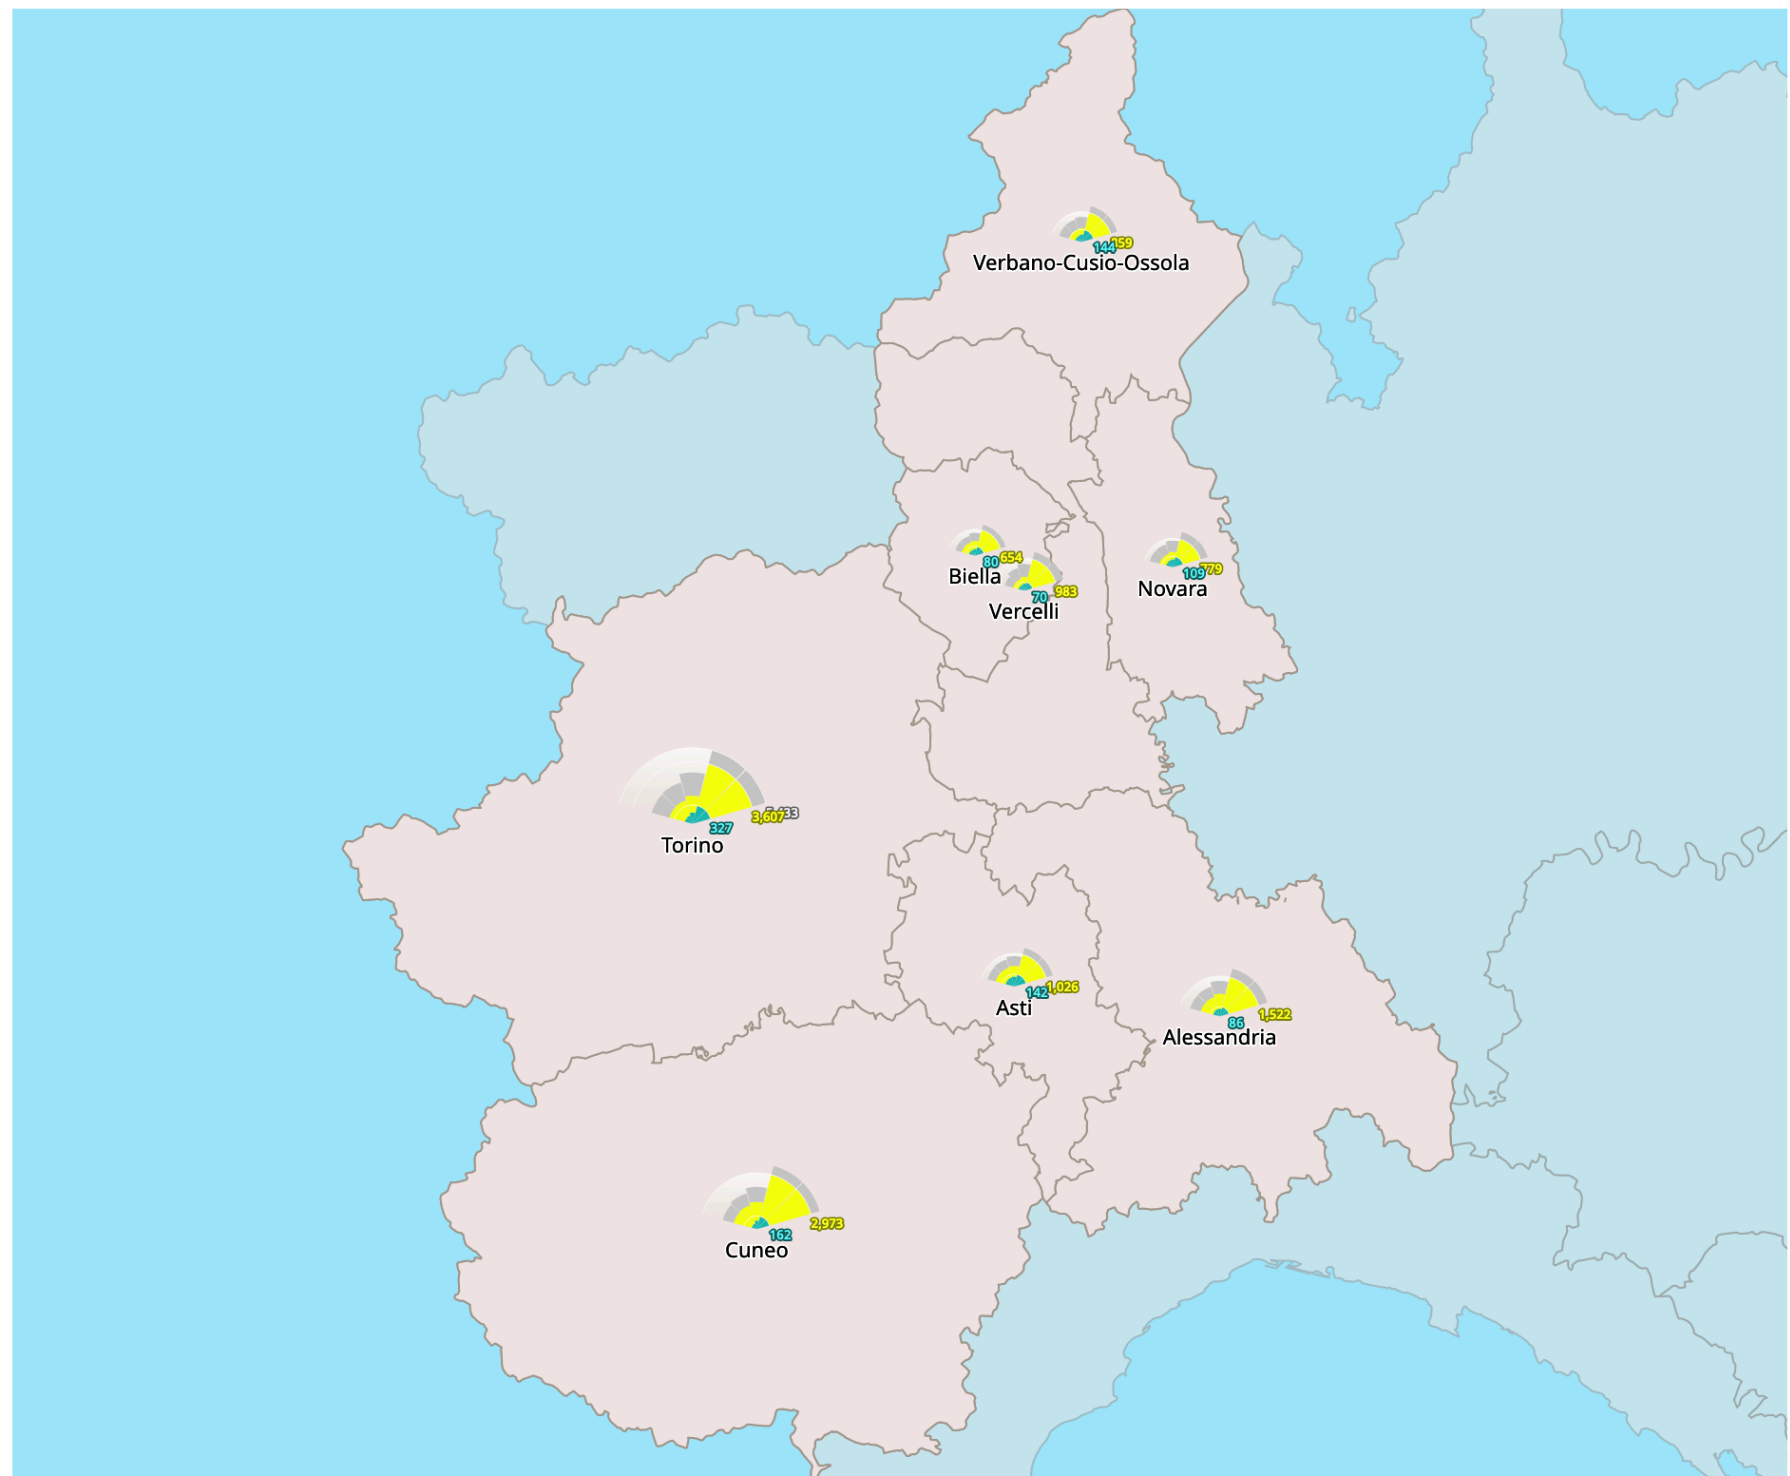 144
Verbano-Cusio-Ossola
80 654
Biella
70 983
Vercelli
109 779
Novara
3,607
327
Torino
142 1,026
Asti
86 1,522
Alessandria
162 2,973
Cuneo